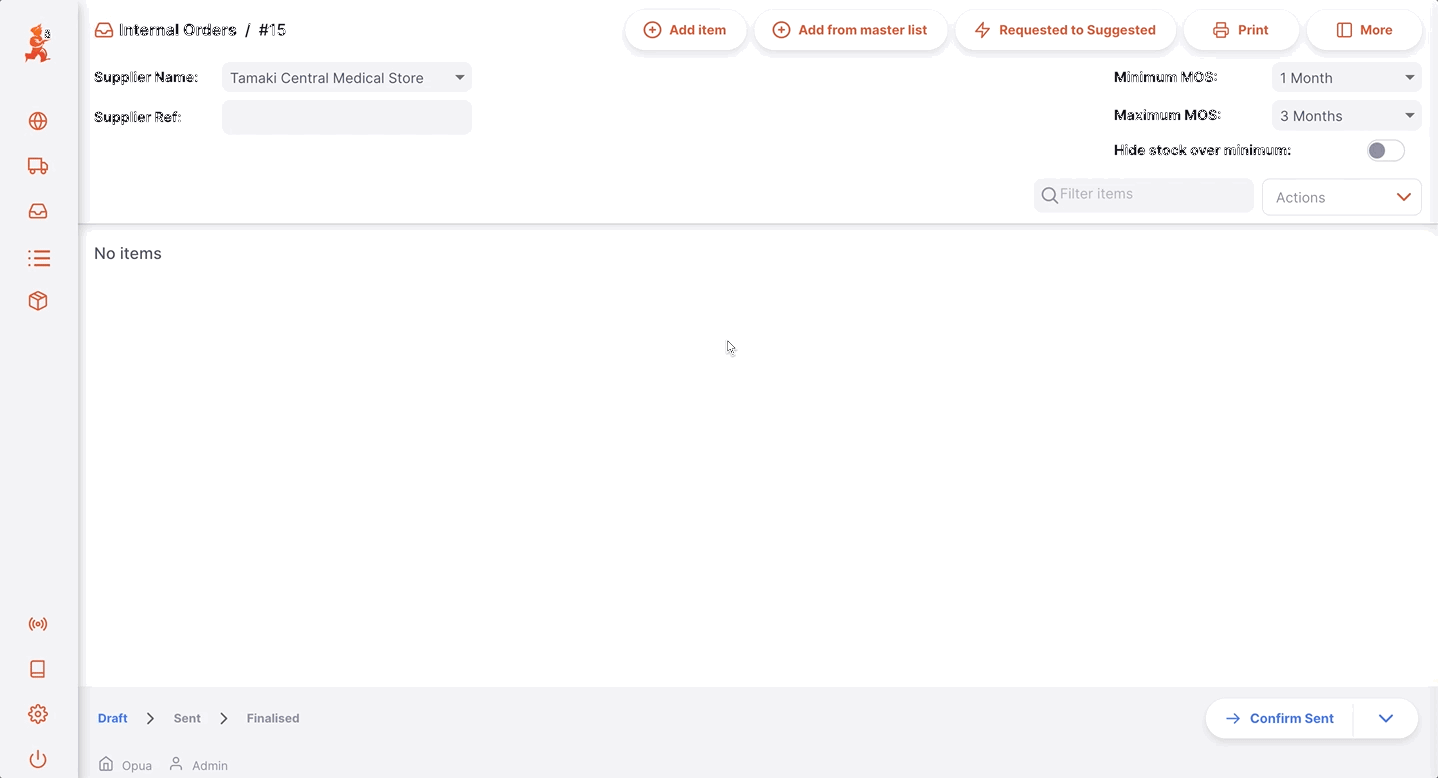 Internal Orders / #15
Add item
Add from master list
Requested to Suggested
Print
More
Supplier Name: Tamaki Central Medical Store
Supplier Ref:
Minimum MOS: 1 Month
Maximum MOS: 3 Months
Hide stock over minimum:
Filter items
Actions
No items
Draft > Sent > Finalised
Confirm Sent
Opua Admin